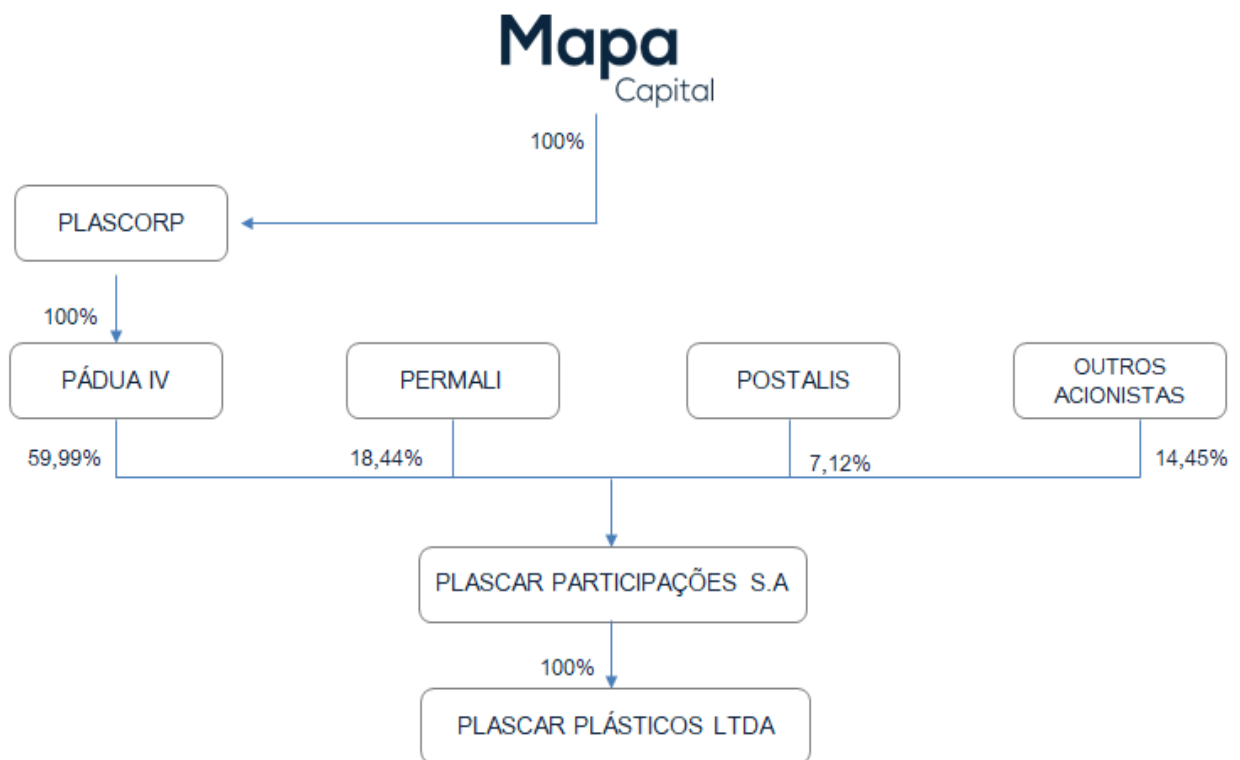 Mapa
Capital
100%
PLASCORP
100%
PÁDUA IV
PERMALI
POSTALIS
OUTROS
ACIONISTAS
59,99%
18,44%
7,12%
14,45%
PLASCAR PARTICIPAÇÕES S.A
100%
PLASCAR PLÁSTICOS LTDA